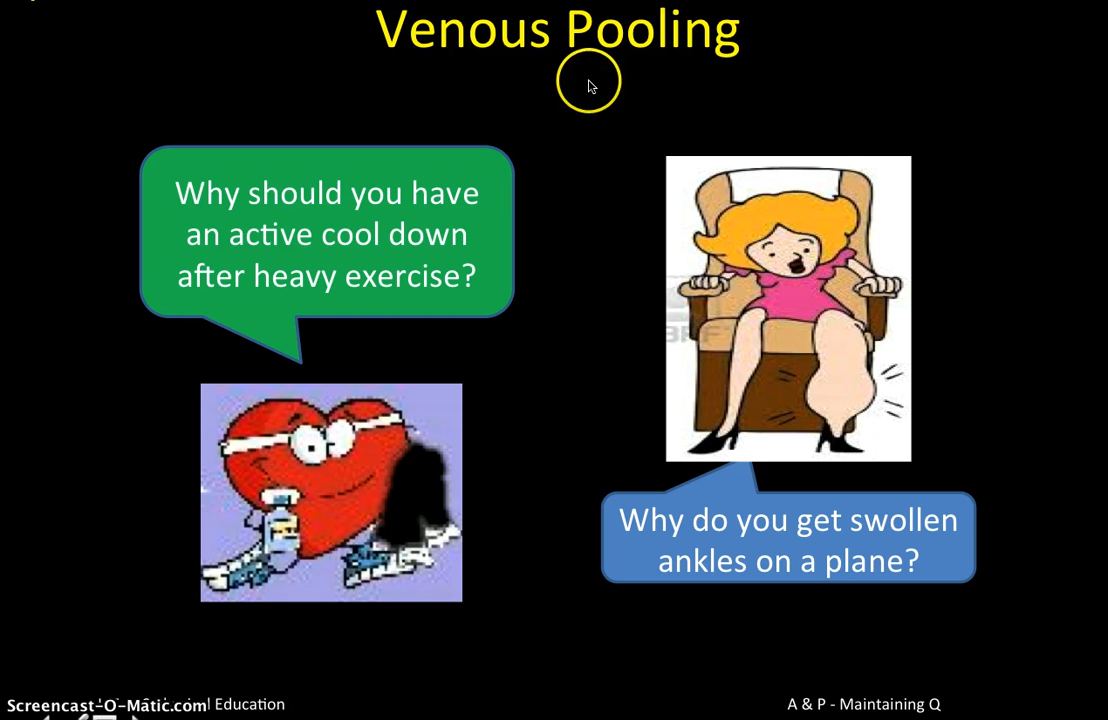 Venous Pooling
Why should you have
an active cool down
after heavy exercise?
Why do you get swollen
ankles on a plane?
Screencast-O-Matic.com
Education
A & P - Maintaining Q